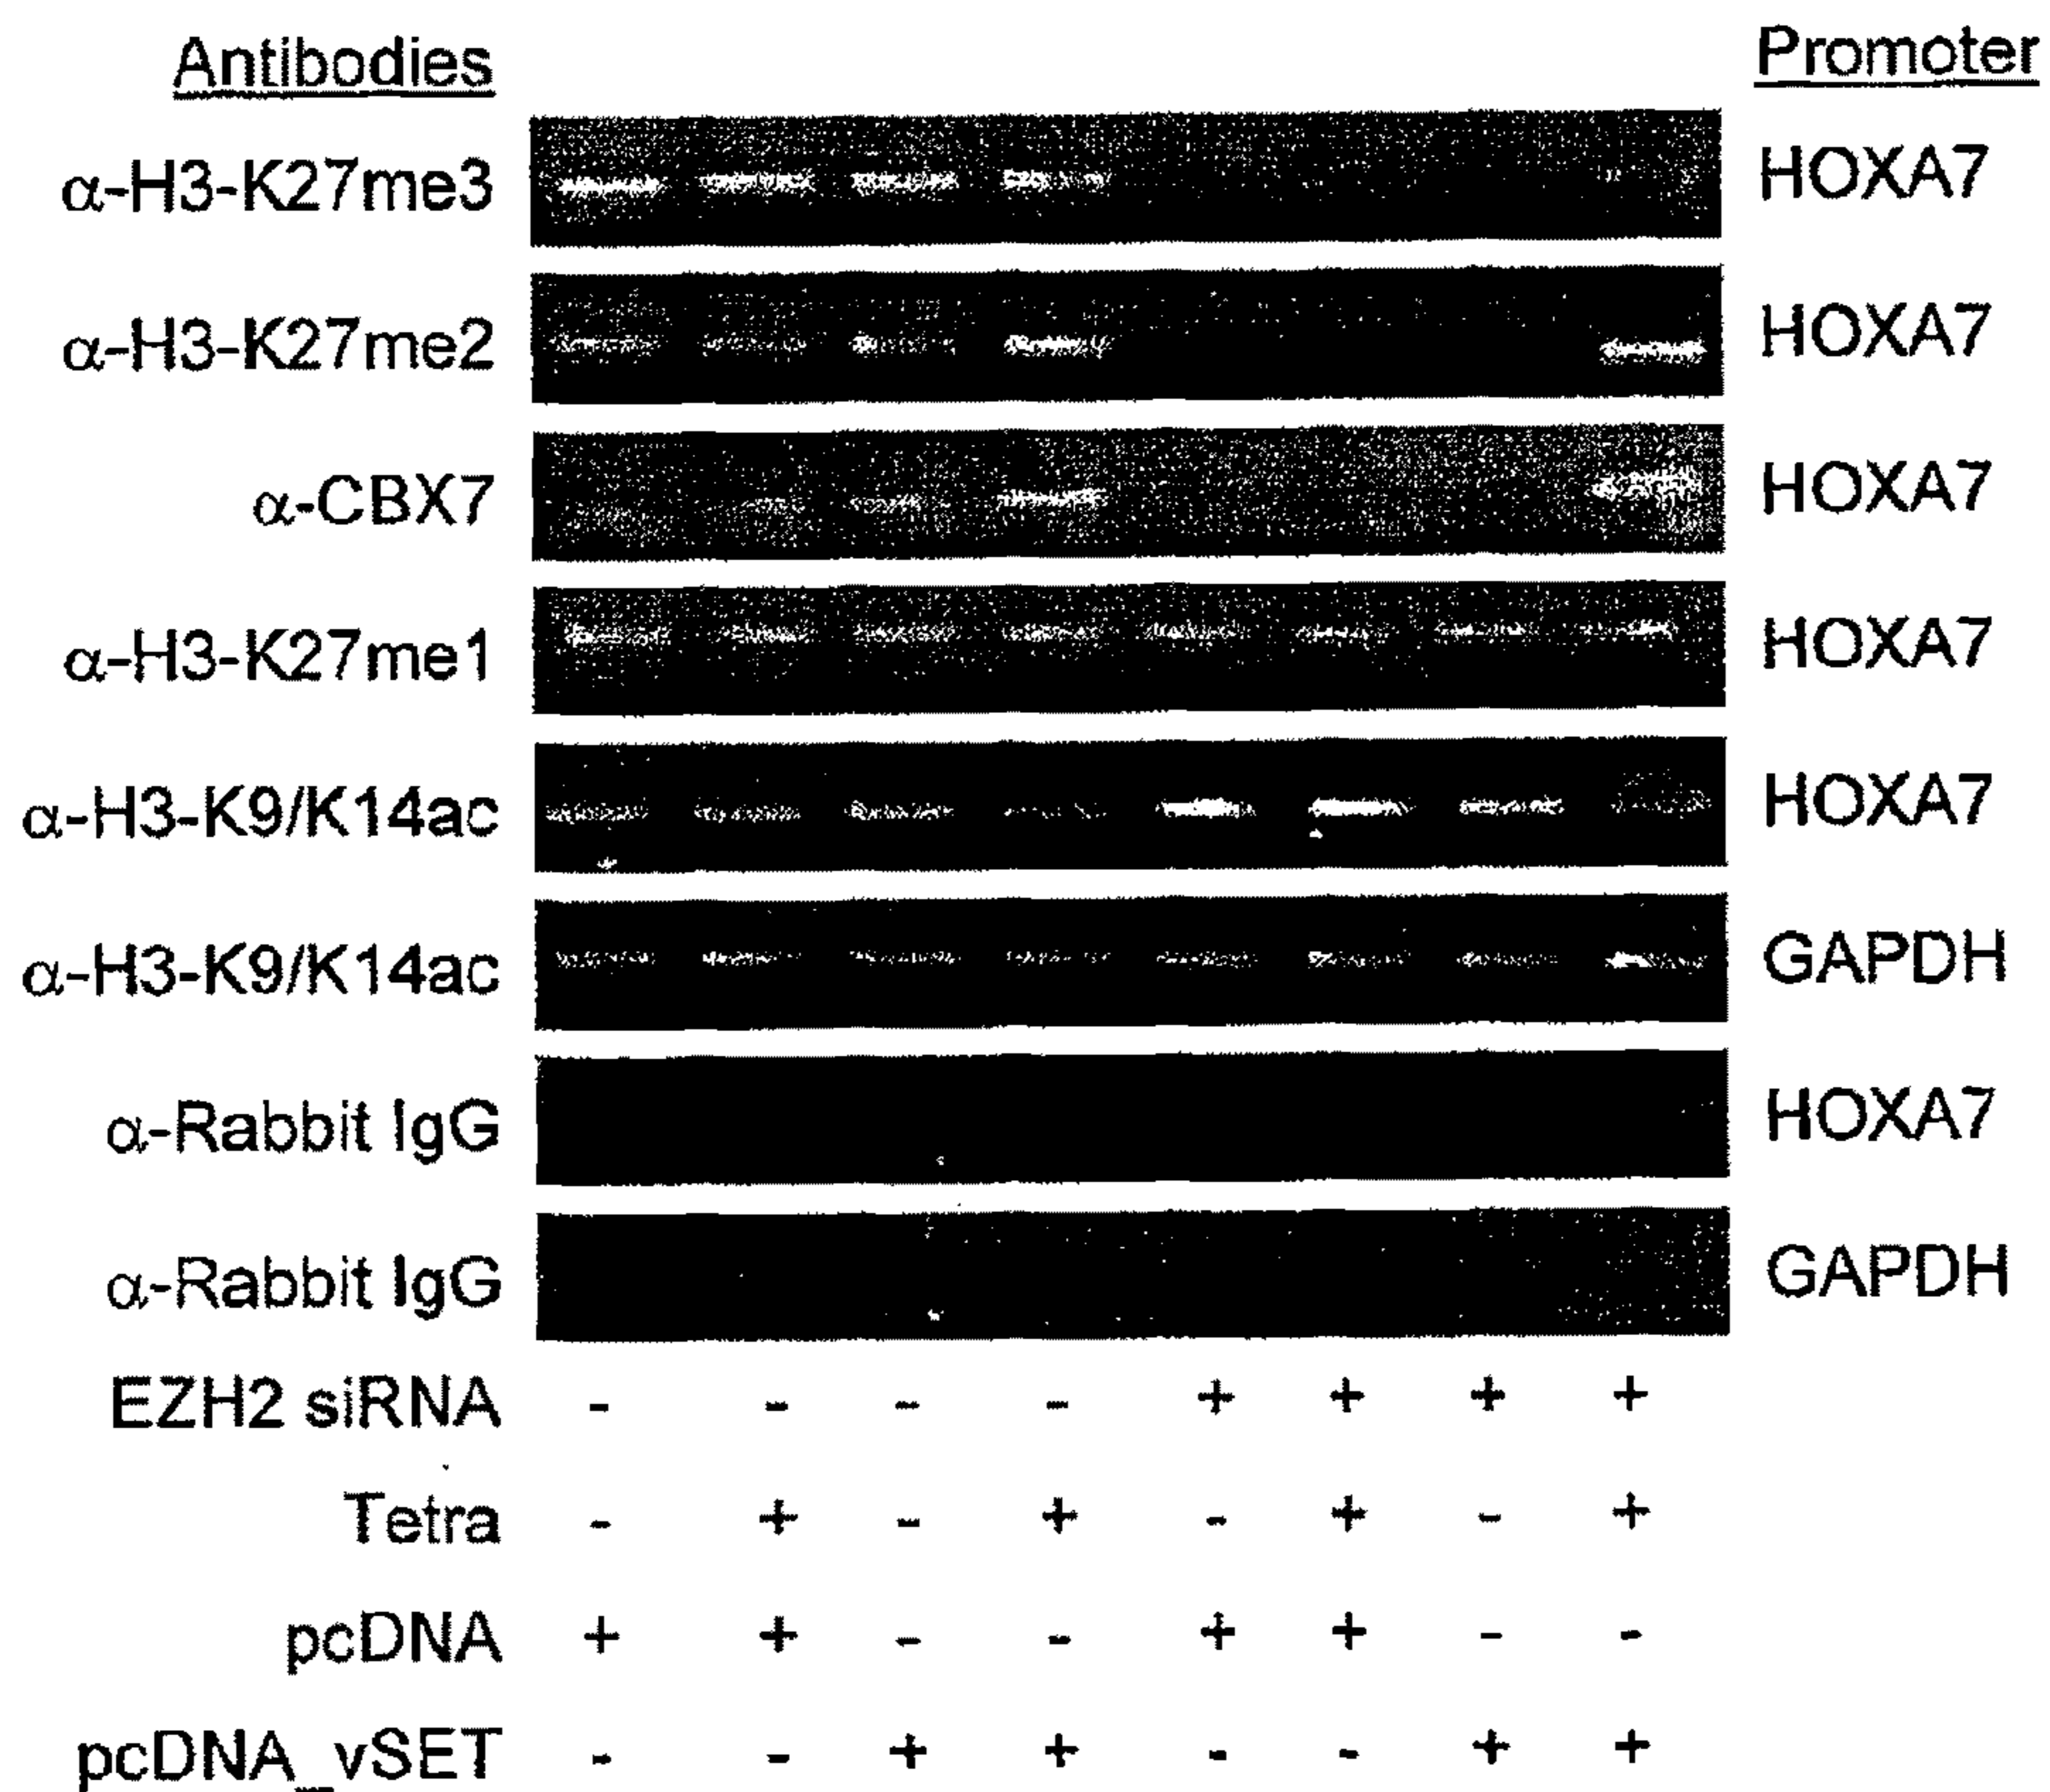 Antibodies Promoter
α-H3-K27me3 HOXA7
α-H3-K27me2 HOXA7
α-CBX7 HOXA7
α-H3-K27me1 HOXA7
α-H3-K9/K14ac HOXA7
α-H3-K9/K14ac GAPDH
α-Rabbit IgG HOXA7
α-Rabbit IgG GAPDH
EZH2 siRNA - - - - + + + +
Tetra - + - + - + - +
pcDNA + + - - + + - -
pcDNA_vSET - - + + - - + +